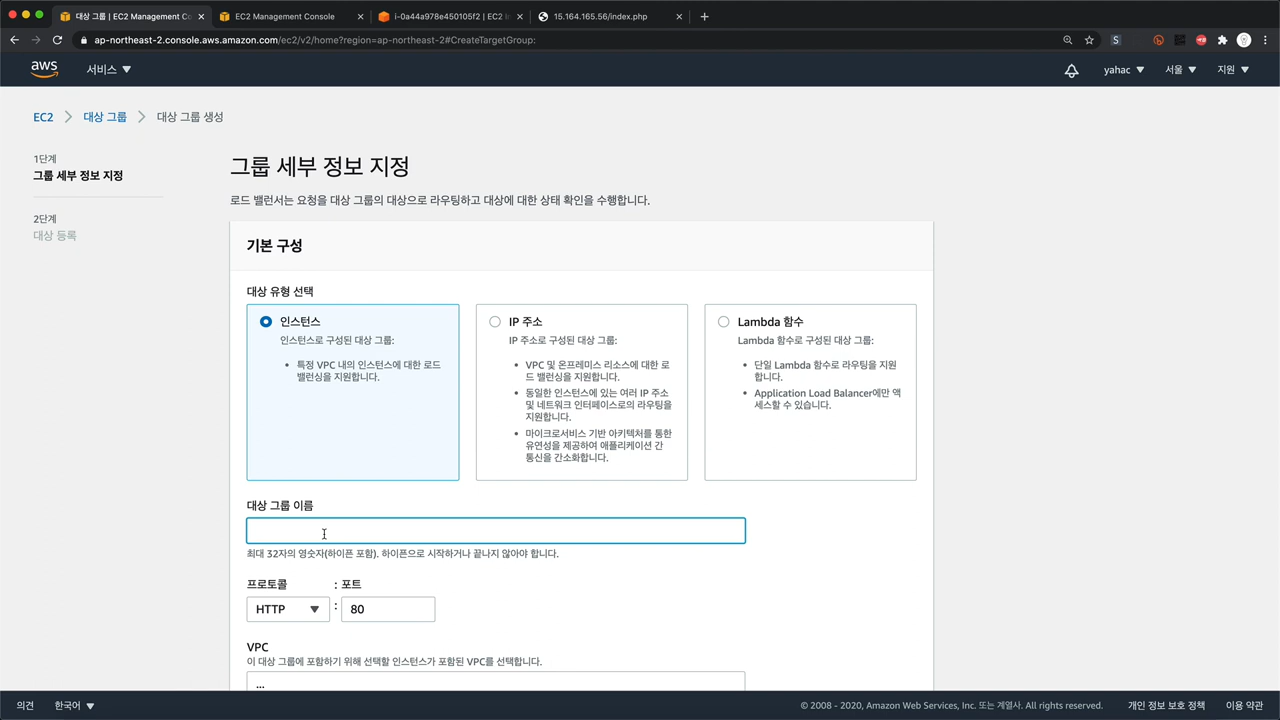 대상 그룹 | EC2 Management Co
EC2 Management Console
i-0a44a978e450105f2 | EC2 In
15.164.165.56/index.php
ap-northeast-2.console.aws.amazon.com/ec2/v2/home?region=ap-northeast-2#CreateTargetGroup:
aws
서비스
yahac
서울
지원
EC2
대상 그룹
대상 그룹 생성
1단계
그룹 세부 정보 지정
2단계
대상 등록
그룹 세부 정보 지정
로드 밸런서는 요청을 대상 그룹의 대상으로 라우팅하고 대상에 대한 상태 확인을 수행합니다.
기본 구성
대상 유형 선택
인스턴스
인스턴스로 구성된 대상 그룹:
• 특정 VPC 내의 인스턴스에 대한 로드
밸런싱을 지원합니다.
IP 주소
IP 주소로 구성된 대상 그룹:
• VPC 및 온프레미스 리소스에 대한 로
드 밸런싱을 지원합니다.
• 동일한 인스턴스에 있는 여러 IP 주소
및 네트워크 인터페이스로의 라우팅을
지원합니다.
• 마이크로서비스 기반 아키텍처를 통한
유연성을 제공하여 애플리케이션 간
통신을 간소화합니다.
Lambda 함수
Lambda 함수로 구성된 대상 그룹:
• 단일 Lambda 함수로 라우팅을 지원
합니다.
• Application Load Balancer에만 액
세스할 수 있습니다.
대상 그룹 이름
최대 32자의 영숫자(하이픈 포함). 하이픈으로 시작하거나 끝나지 않아야 합니다.
프로토콜 : 포트
HTTP : 80
VPC
이 대상 그룹에 포함하기 위해 선택할 인스턴스가 포함된 VPC를 선택합니다.
...
의견
한국어
© 2008 - 2020, Amazon Web Services, Inc. 또는 계열사. All rights reserved.
개인 정보 보호 정책
이용 약관